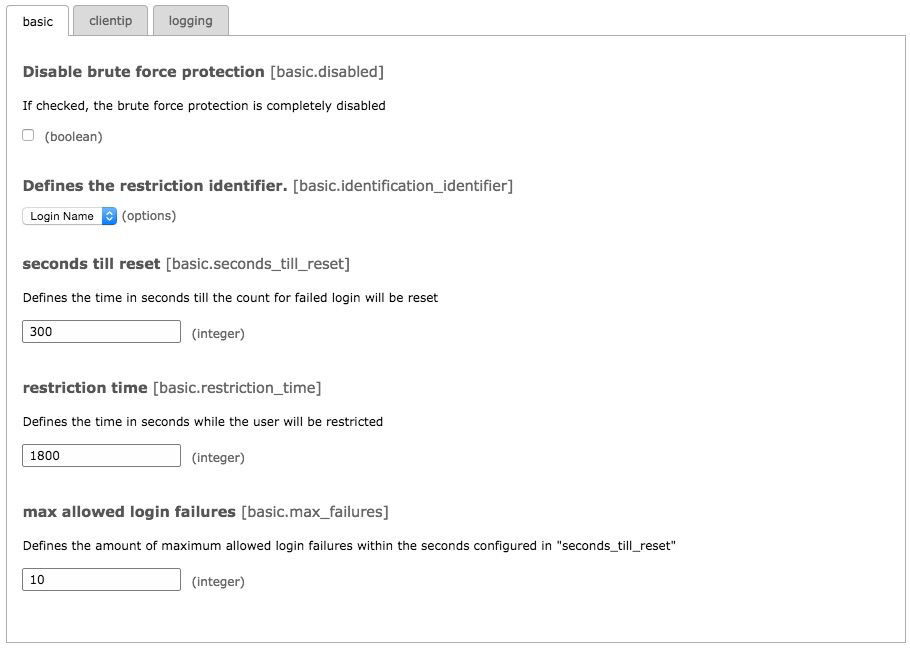 basic clientip logging
Disable brute force protection [basic.disabled]
If checked, the brute force protection is completely disabled
(boolean)
Defines the restriction identifier. [basic.identification_identifier]
Login Name (options)
seconds till reset [basic.seconds_till_reset]
Defines the time in seconds till the count for failed login will be reset
300 (integer)
restriction time [basic.restriction_time]
Defines the time in seconds while the user will be restricted
1800 (integer)
max allowed login failures [basic.max_failures]
Defines the amount of maximum allowed login failures within the seconds configured in "seconds_till_reset"
10 (integer)